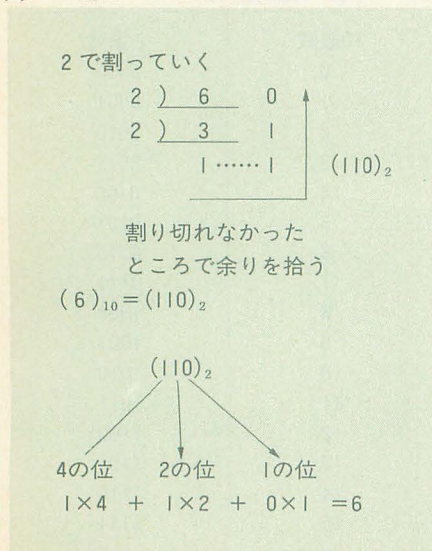 2で割っていく
2 ) 6 0
2 ) 3 1
1 …… 1 (110)₂
割り切れなかった
ところで余りを拾う
(6)₁₀=(110)₂
(110)₂
4の位 2の位 1の位
1×4 + 1×2 + 0×1 =6